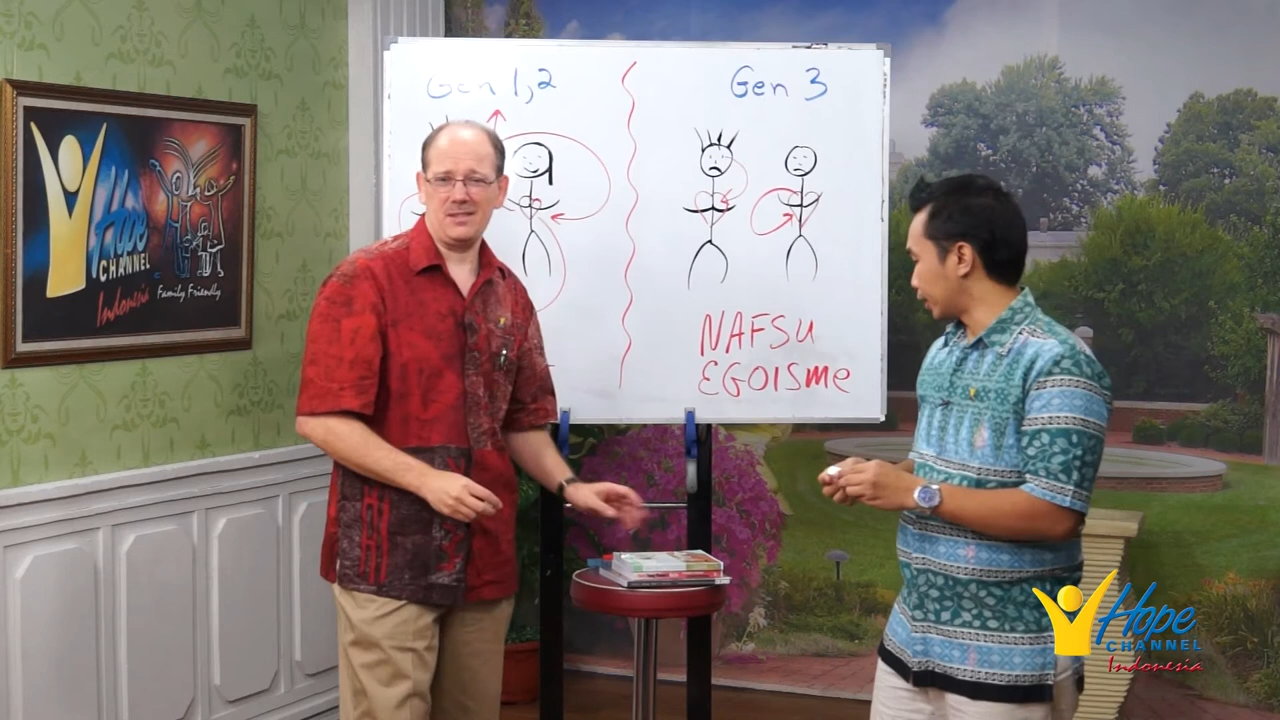 Gen 1,2
Gen 3
NAFSU
EGOISME
Hope
CHANNEL
Indonesia
Family Friendly
Hope
CHANNEL
Indonesia